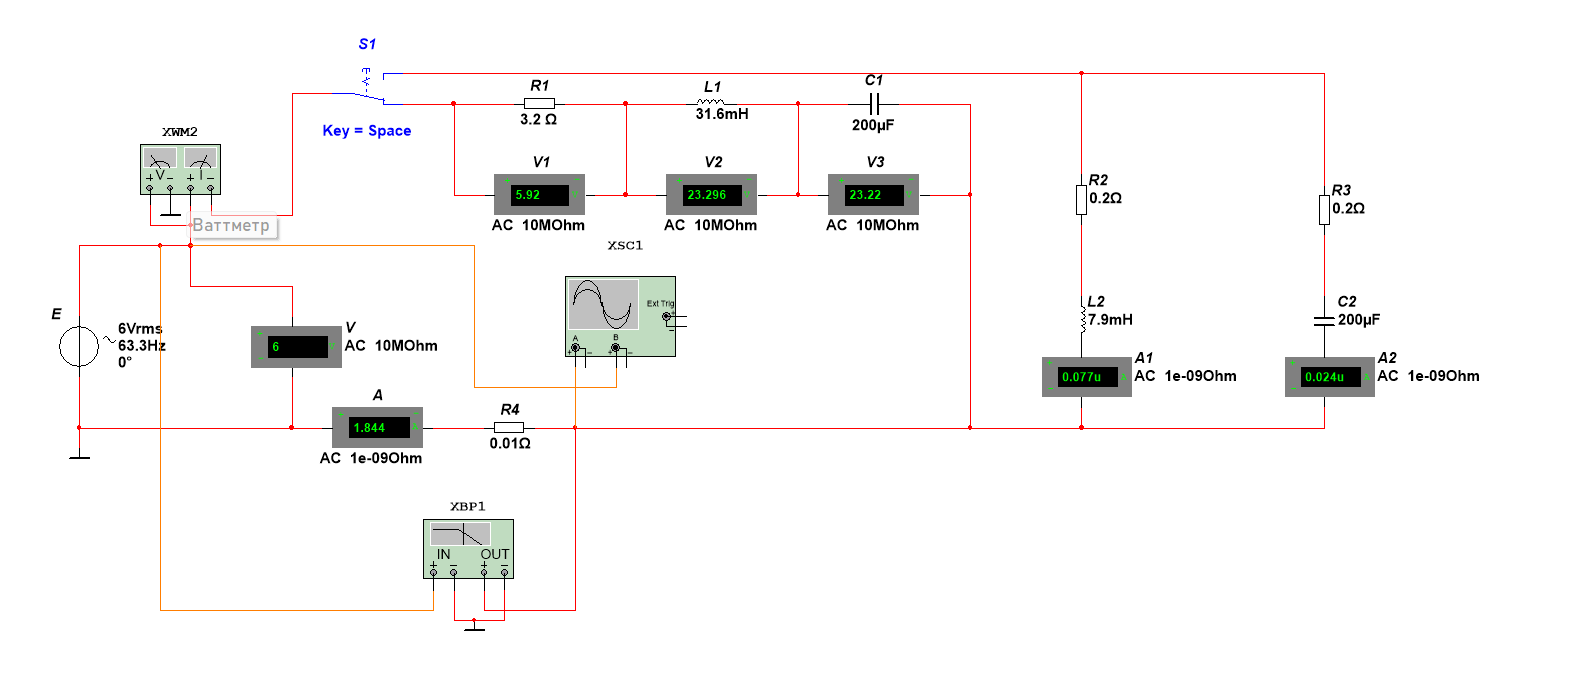 S1
Key = Space
R1
3.2 Ω
L1
31.6mH
C1
200µF
XWM2
V
I
+ − + −
Ваттметр
V1
5.92
AC 10MOhm
V2
23.296
AC 10MOhm
V3
23.22
AC 10MOhm
XSC1
Ext Trig
A
B
E
6Vrms
63.3Hz
0°
V
6
AC 10MOhm
A
1.844
AC 1e-09Ohm
R4
0.01Ω
R2
0.2Ω
L2
7.9mH
A1
0.077u
AC 1e-09Ohm
R3
0.2Ω
C2
200µF
A2
0.024u
AC 1e-09Ohm
XBP1
IN OUT
+ − + −